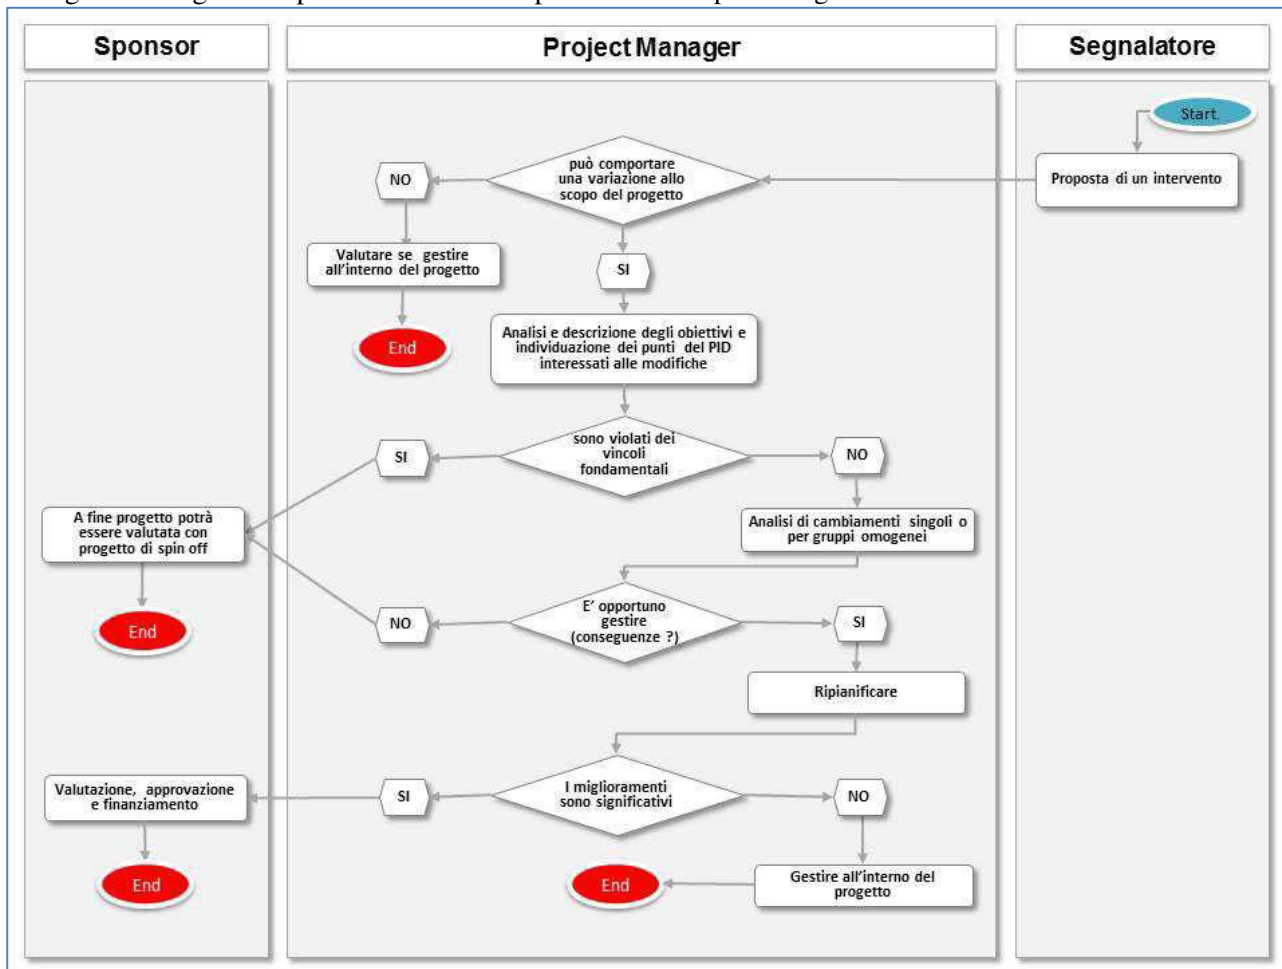 Sponsor
Project Manager
Segnalatore
Start.
può comportare
una variazione allo
scopo del progetto
NO
Proposta di un intervento
Valutare se gestire
all'interno del progetto
SI
End
Analisi e descrizione degli obiettivi e
individuazione dei punti del PID
interessati alle modifiche
sono violati dei
vincoli
fondamentali
SI
NO
A fine progetto potrà
essere valutata con
progetto di spin off
Analisi di cambiamenti singoli o
per gruppi omogenei
End
E' opportuno
gestire
(conseguenze ?)
NO
SI
Ripianificare
Valutazione, approvazione
e finanziamento
SI
I miglioramenti
sono significativi
NO
End
End
Gestire all'interno del
progetto